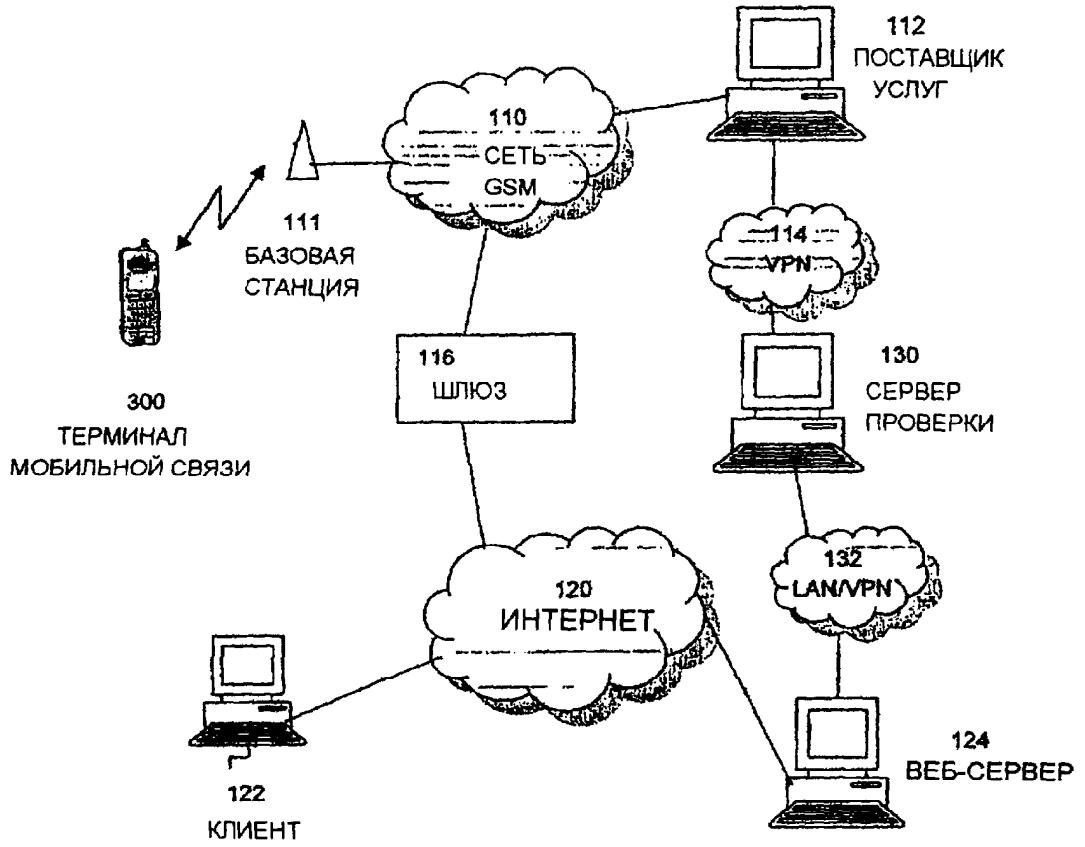 112
ПОСТАВЩИК
УСЛУГ
110
СЕТЬ
GSM
111
БАЗОВАЯ
СТАНЦИЯ
114
VPN
116
ШЛЮЗ
130
СЕРВЕР
ПРОВЕРКИ
300
ТЕРМИНАЛ
МОБИЛЬНОЙ СВЯЗИ
132
LAN/VPN
120
ИНТЕРНЕТ
124
ВЕБ-СЕРВЕР
122
КЛИЕНТ